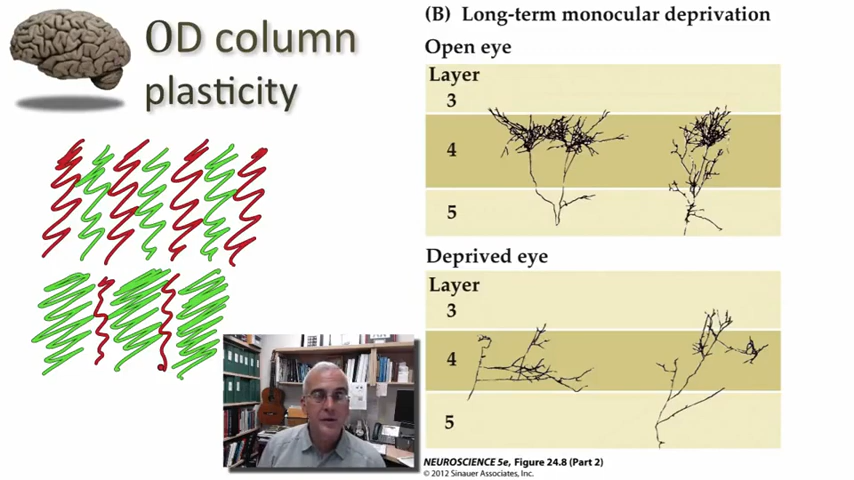 OD column
plasticity
(B) Long-term monocular deprivation
Open eye
Layer
3
4
5
Deprived eye
Layer
3
4
5
NEUROSCIENCE 5e, Figure 24.8 (Part 2)
© 2012 Sinauer Associates, Inc.